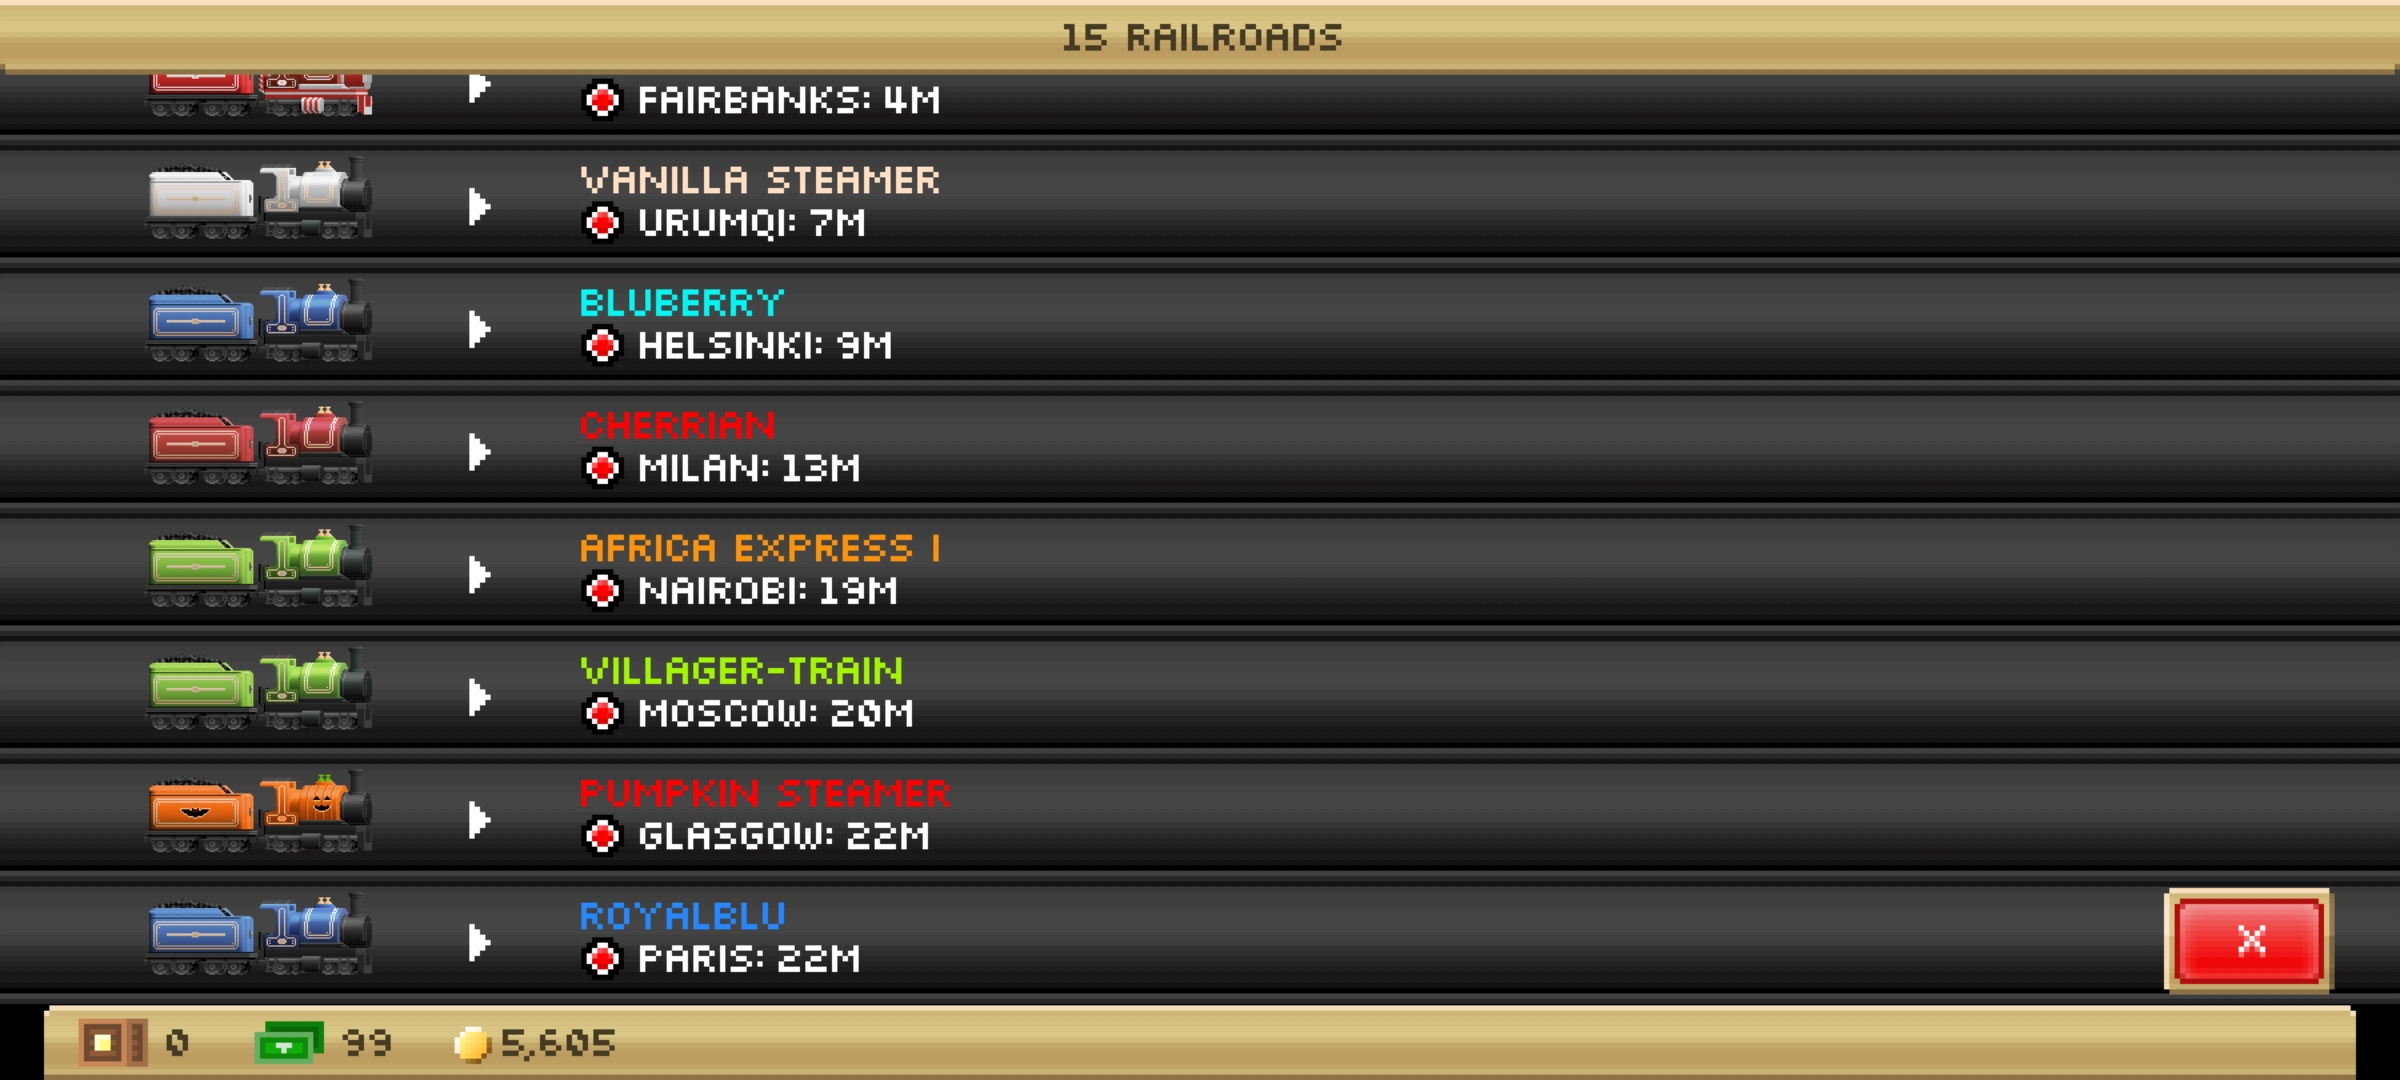 15 RAILROADS
FAIRBANKS: 4M
VANILLA STEAMER
URUMQI: 7M
BLUBERRY
HELSINKI: 9M
CHERRIAN
MILAN: 13M
AFRICA EXPRESS I
NAIROBI: 19M
VILLAGER-TRAIN
MOSCOW: 20M
PUMPKIN STEAMER
GLASGOW: 22M
ROYALBLU
PARIS: 22M
X
0 99 5,605